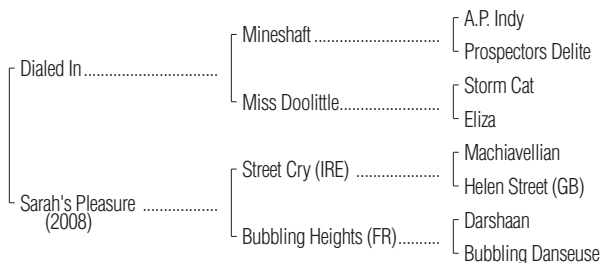 A.P. Indy
Mineshaft
Prospectors Delite
Dialed In
Storm Cat
Miss Doolittle
Eliza
Machiavellian
Street Cry (IRE)
Helen Street (GB)
Sarah's Pleasure
(2008)
Darshaan
Bubbling Heights (FR)
Bubbling Danseuse